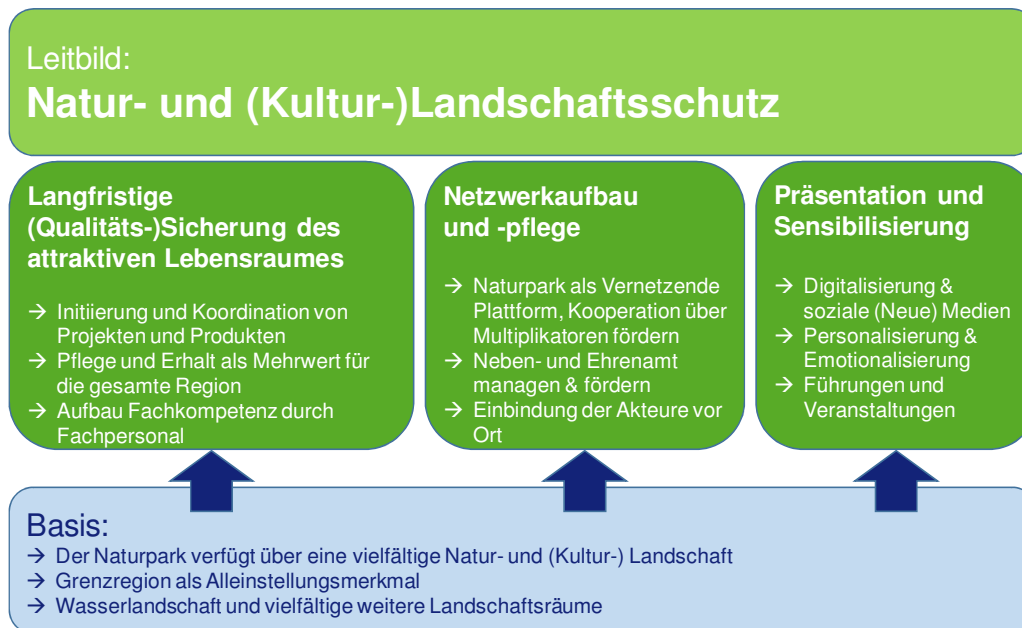 Leitbild:
Natur- und (Kultur-)Landschaftsschutz
Langfristige
(Qualitäts-)Sicherung des
attraktiven Lebensraumes
→ Initiierung und Koordination von
Projekten und Produkten
→ Pflege und Erhalt als Mehrwert für
die gesamte Region
→ Aufbau Fachkompetenz durch
Fachpersonal
Netzwerkaufbau
und -pflege
→ Naturpark als Vernetzende
Plattform, Kooperation über
Multiplikatoren fördern
→ Neben- und Ehrenamt
managen & fördern
→ Einbindung der Akteure vor
Ort
Präsentation und
Sensibilisierung
→ Digitalisierung &
soziale (Neue) Medien
→ Personalisierung &
Emotionalisierung
→ Führungen und
Veranstaltungen
Basis:
→ Der Naturpark verfügt über eine vielfältige Natur- und (Kultur-) Landschaft
→ Grenzregion als Alleinstellungsmerkmal
→ Wasserlandschaft und vielfältige weitere Landschaftsräume